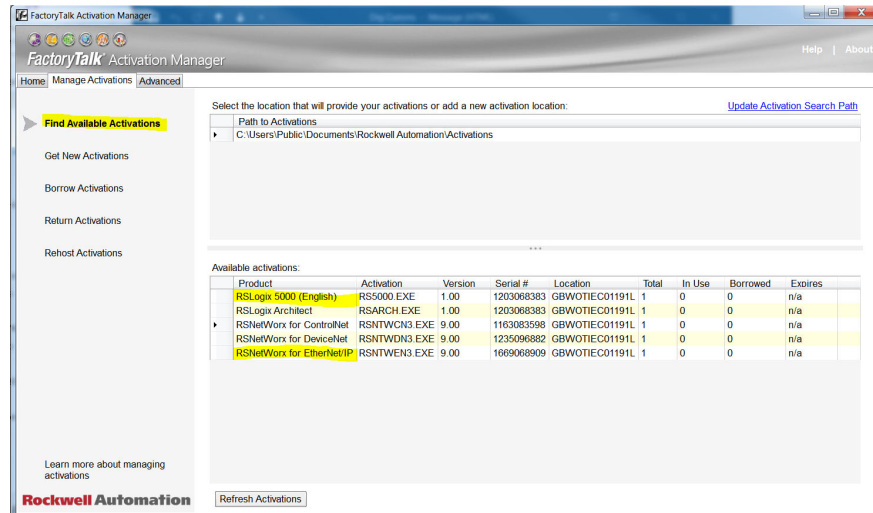 FactoryTalk Activation Manager
FactoryTalk Activation Manager
Help | About
Home Manage Activations Advanced
Find Available Activations
Get New Activations
Borrow Activations
Return Activations
Rehost Activations
Learn more about managing
activations
Rockwell Automation
Select the location that will provide your activations or add a new activation location: Update Activation Search Path
Path to Activations
C:\Users\Public\Documents\Rockwell Automation\Activations
Available activations:
Product Activation Version Serial # Location Total In Use Borrowed Expires
RSLogix 5000 (English) RS5000.EXE 1.00 1203068383 GBWOTIEC01191L 1 0 0 n/a
RSLogix Architect RSARCH.EXE 1.00 1203068383 GBWOTIEC01191L 1 0 0 n/a
RSNetWorx for ControlNet RSNTWCN3.EXE 9.00 1163083598 GBWOTIEC01191L 1 0 0 n/a
RSNetWorx for DeviceNet RSNTWDN3.EXE 9.00 1235096882 GBWOTIEC01191L 1 0 0 n/a
RSNetWorx for EtherNet/IP RSNTWEN3.EXE 9.00 1669068909 GBWOTIEC01191L 1 0 0 n/a
Refresh Activations